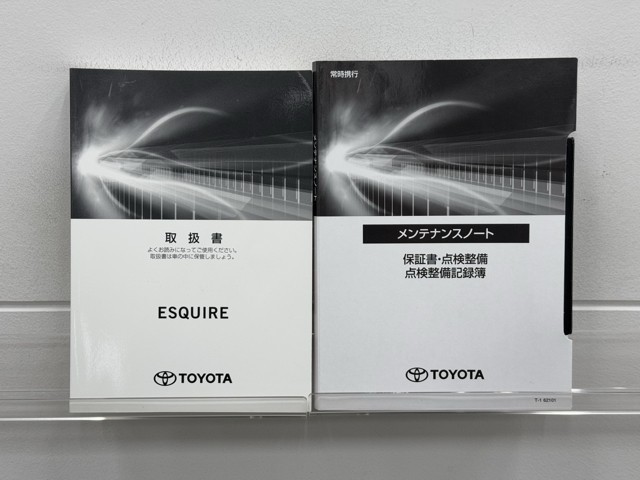 取扱書
よくお読みになってご使用ください。
取扱書は車の中に保管しましょう。
ESQUIRE
TOYOTA
常時携行
メンテナンスノート
保証書・点検整備
点検整備記録簿
TOYOTA